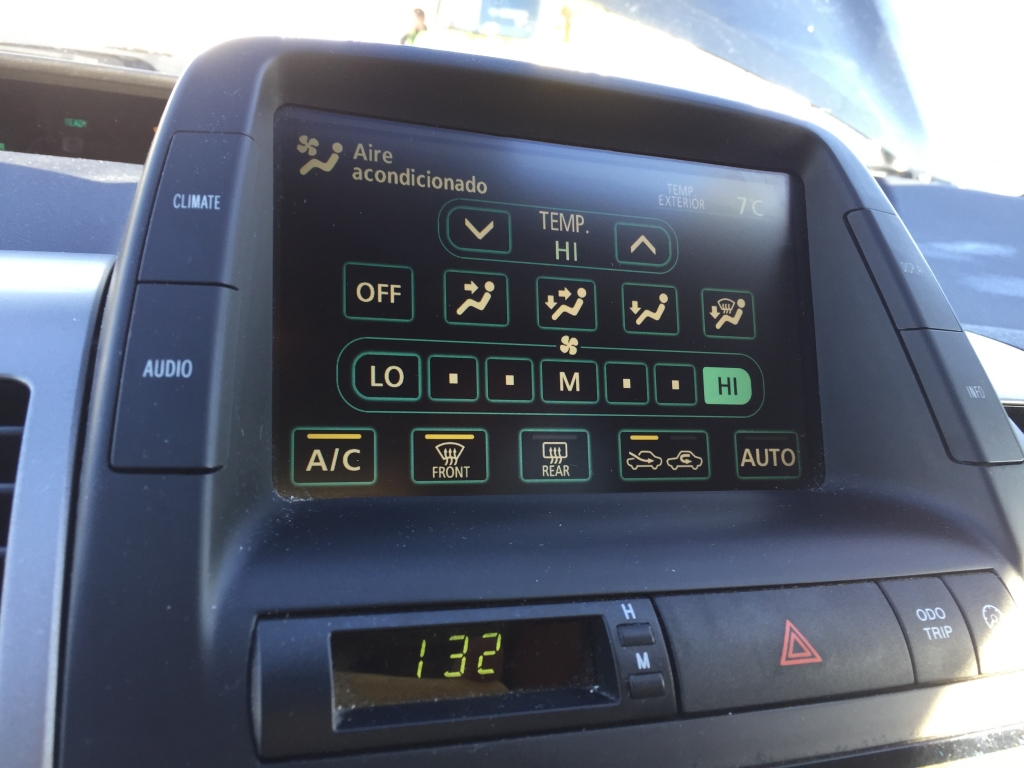 READY
CLIMATE
AUDIO
Aire
acondicionado
TEMP
EXTERIOR
7 C
TEMP.
HI
OFF
LO
M
HI
A/C
FRONT
REAR
AUTO
INFO
132
H
M
ODO
TRIP